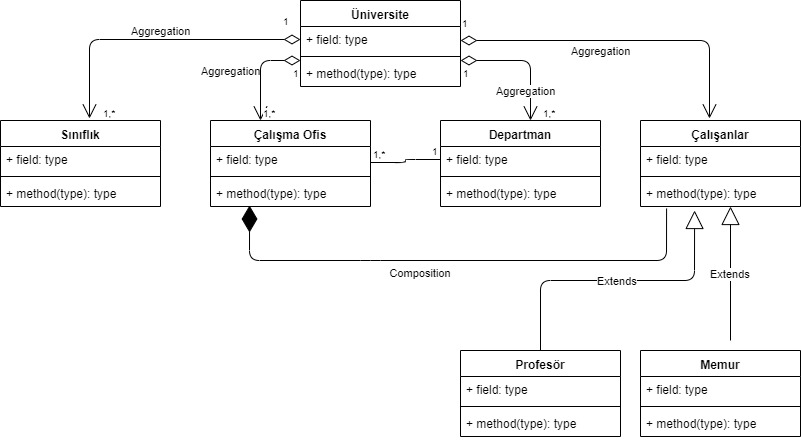 Üniversite
+ field: type
+ method(type): type
1
1
1
1
Aggregation
Aggregation
Aggregation
Aggregation
1,*
1,*
1,*
Sınıflık
+ field: type
+ method(type): type
Çalışma Ofis
+ field: type
+ method(type): type
1,*
1
Departman
+ field: type
+ method(type): type
Çalışanlar
+ field: type
+ method(type): type
Composition
Extends
Extends
Profesör
+ field: type
+ method(type): type
Memur
+ field: type
+ method(type): type